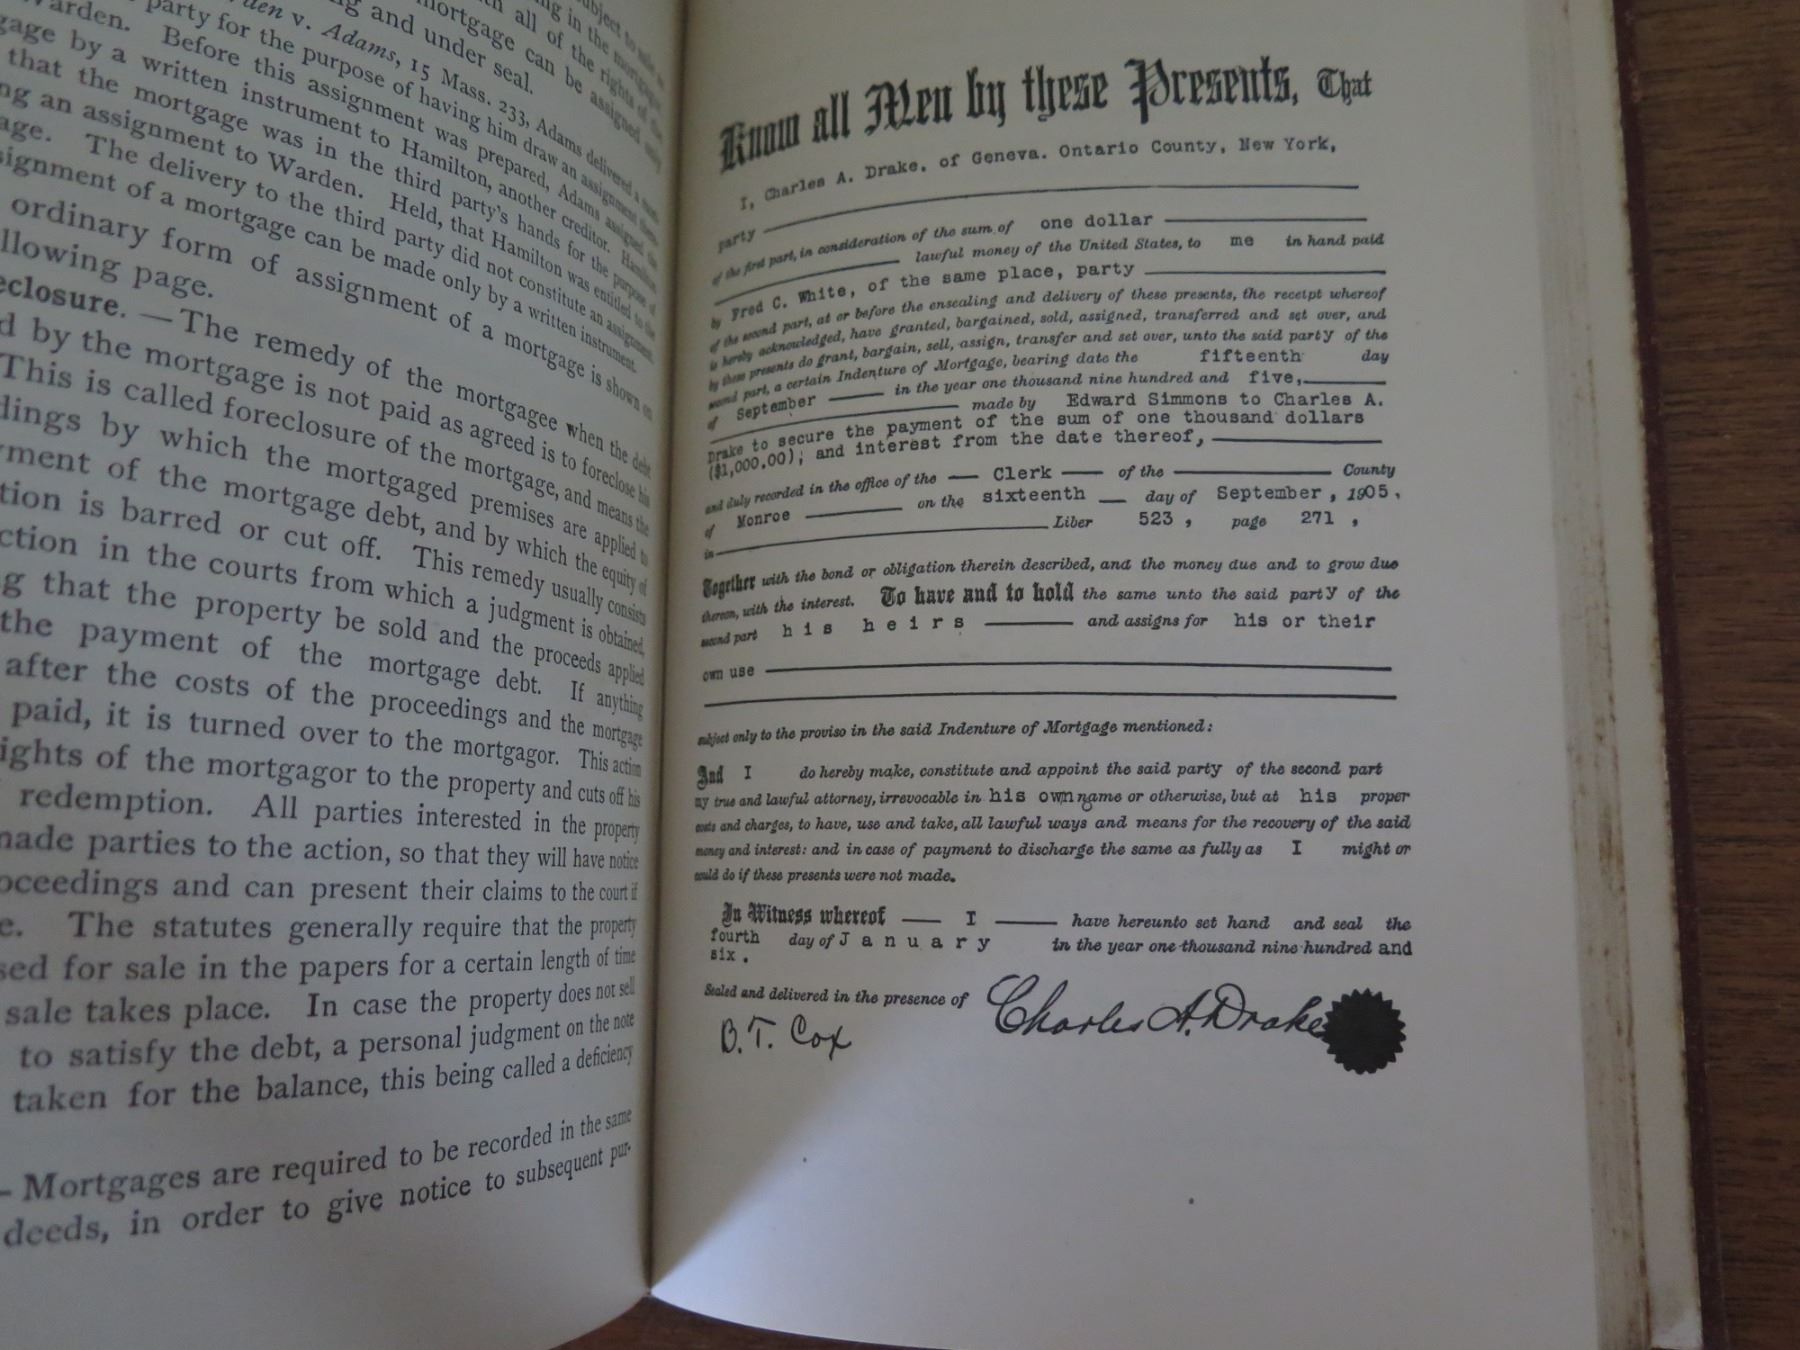 ject to
ing in the mortgage
th all of the rights of the
mortgage can be assigned only
ng and under seal.
den v. Adams, 15 Mass. 233, Adams delivered a
party for the purpose of having him draw an assignment
Warden. Before this assignment was prepared, Adams assigned the
gage by a written instrument to Hamilton, another creditor. Hamilton
that the mortgage was in the third party's hands for the purpose of
ng an assignment to Warden. Held, that Hamilton was entitled to the
age. The delivery to the third party did not constitute an assignment.
signment of a mortgage can be made only by a written instrument.
ordinary form of assignment of a mortgage is shown on
llowing page.
eclosure. — The remedy of the mortgagee when the debt
d by the mortgage is not paid as agreed is to foreclose his
This is called foreclosure of the mortgage, and means the
dings by which the mortgaged premises are applied to
yment of the mortgage debt, and by which the equity of
tion is barred or cut off. This remedy usually consists
ction in the courts from which a judgment is obtained,
g that the property be sold and the proceeds applied
the payment of the mortgage debt. If anything
after the costs of the proceedings and the mortgage
paid, it is turned over to the mortgagor. This action
ights of the mortgagor to the property and cuts off his
redemption. All parties interested in the property
made parties to the action, so that they will have notice
oceedings and can present their claims to the court if
e. The statutes generally require that the property
sed for sale in the papers for a certain length of time
sale takes place. In case the property does not sell
to satisfy the debt, a personal judgment on the note
taken for the balance, this being called a deficiency
– Mortgages are required to be recorded in the same
deeds, in order to give notice to subsequent pur-
Know all Men by these Presents, That
I, Charles A. Drake, of Geneva. Ontario County, New York,
party
of the first part, in consideration of the sum of one dollar
lawful money of the United States, to me in hand paid
by Fred C. White, of the same place, party
of the second part, at or before the ensealing and delivery of these presents, the receipt whereof
is hereby acknowledged, have granted, bargained, sold, assigned, transferred and set over, and
by these presents do grant, bargain, sell, assign, transfer and set over, unto the said party of the
second part, a certain Indenture of Mortgage, bearing date the fifteenth day
of September in the year one thousand nine hundred and five,
made by Edward Simmons to Charles A.
Drake to secure the payment of the sum of one thousand dollars
($1,000.00); and interest from the date thereof,
and duly recorded in the office of the Clerk of the County
of Monroe on the sixteenth day of September, 1905,
in Liber 523, page 271,
Together with the bond or obligation therein described, and the money due and to grow due
thereon, with the interest. To have and to hold the same unto the said party of the
second part his heirs and assigns for his or their
own use
subject only to the proviso in the said Indenture of Mortgage mentioned:
And I do hereby make, constitute and appoint the said party of the second part
my true and lawful attorney, irrevocable in his own name or otherwise, but at his proper
costs and charges, to have, use and take, all lawful ways and means for the recovery of the said
money and interest: and in case of payment to discharge the same as fully as I might or
could do if these presents were not made.
In Witness whereof I have hereunto set hand and seal the
fourth day of January in the year one thousand nine hundred and
six.
Sealed and delivered in the presence of
B.T. Cox
Charles A. Drake